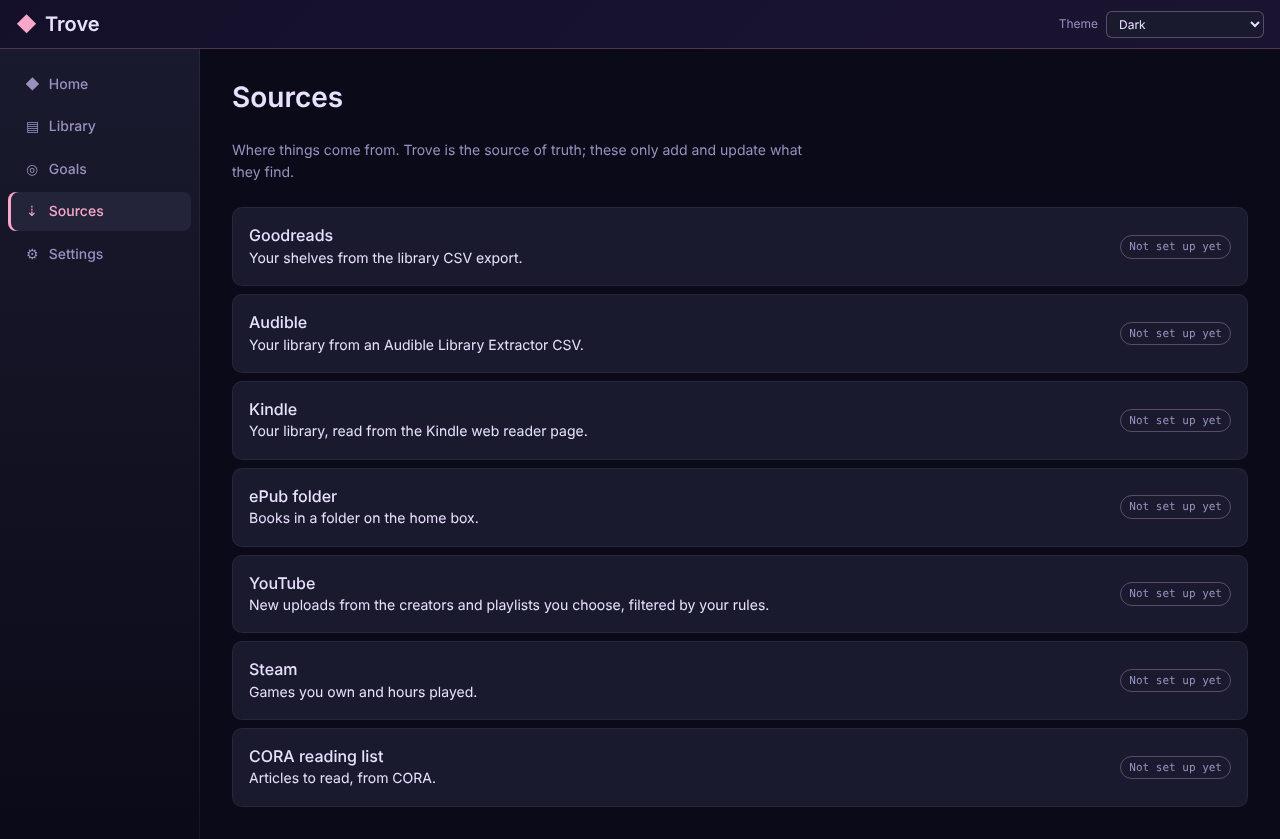 Trove
Theme
Dark
Home
Library
Goals
Sources
Settings
Sources
Where things come from. Trove is the source of truth; these only add and update what
they find.
Goodreads
Your shelves from the library CSV export.
Not set up yet
Audible
Your library from an Audible Library Extractor CSV.
Not set up yet
Kindle
Your library, read from the Kindle web reader page.
Not set up yet
ePub folder
Books in a folder on the home box.
Not set up yet
YouTube
New uploads from the creators and playlists you choose, filtered by your rules.
Not set up yet
Steam
Games you own and hours played.
Not set up yet
CORA reading list
Articles to read, from CORA.
Not set up yet